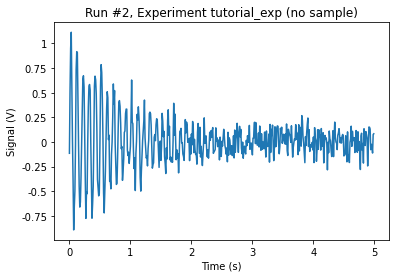 Run #2, Experiment tutorial_exp (no sample)
Signal (V)
1
0.75
0.5
0.25
0
-0.25
-0.5
-0.75
0 1 2 3 4 5
Time (s)